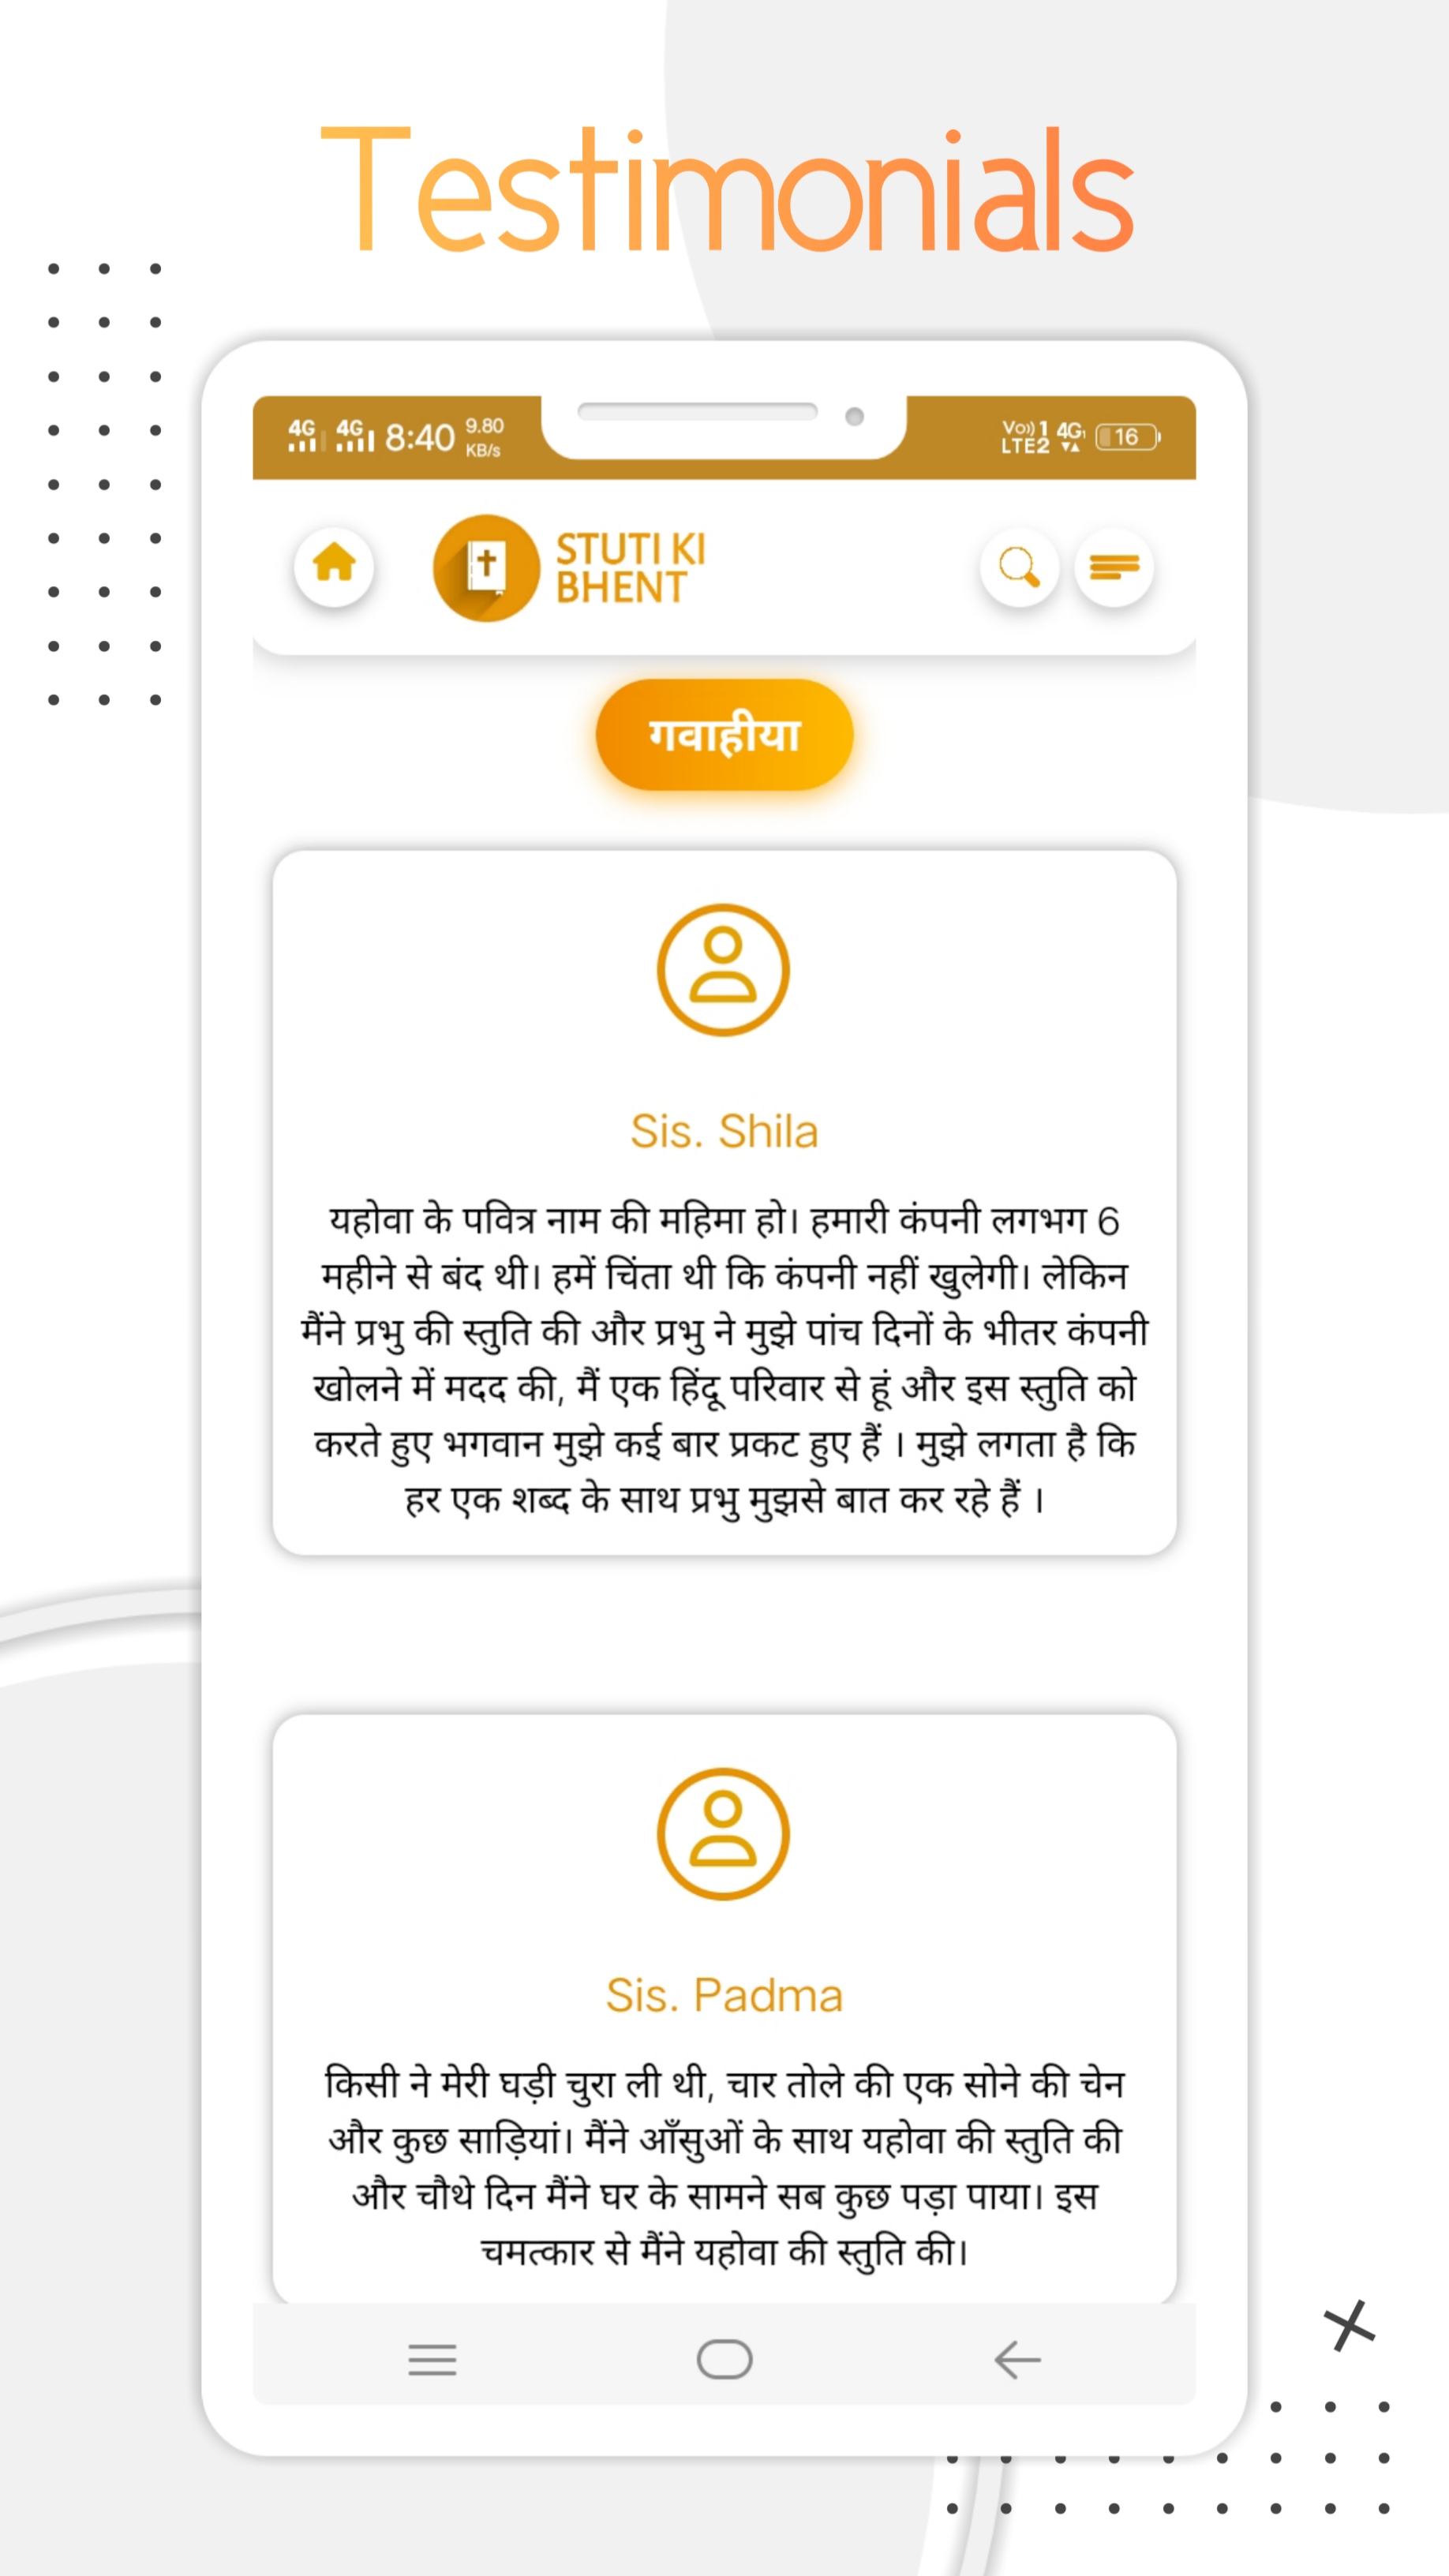 Testimonials
4G 4G 8:40 9.80 KB/s
Vo)) 1 4G 16
LTE2
STUTI KI
BHENT
गवाहीया
Sis. Shila
यहोवा के पवित्र नाम की महिमा हो। हमारी कंपनी लगभग 6
महीने से बंद थी। हमें चिंता थी कि कंपनी नहीं खुलेगी। लेकिन
मैंने प्रभु की स्तुति की और प्रभु ने मुझे पांच दिनों के भीतर कंपनी
खोलने में मदद की, मैं एक हिंदू परिवार से हूं और इस स्तुति को
करते हुए भगवान मुझे कई बार प्रकट हुए हैं । मुझे लगता है कि
हर एक शब्द के साथ प्रभु मुझसे बात कर रहे हैं ।
Sis. Padma
किसी ने मेरी घड़ी चुरा ली थी, चार तोले की एक सोने की चेन
और कुछ साड़ियां। मैंने आँसुओं के साथ यहोवा की स्तुति की
और चौथे दिन मैंने घर के सामने सब कुछ पड़ा पाया। इस
चमत्कार से मैंने यहोवा की स्तुति की।